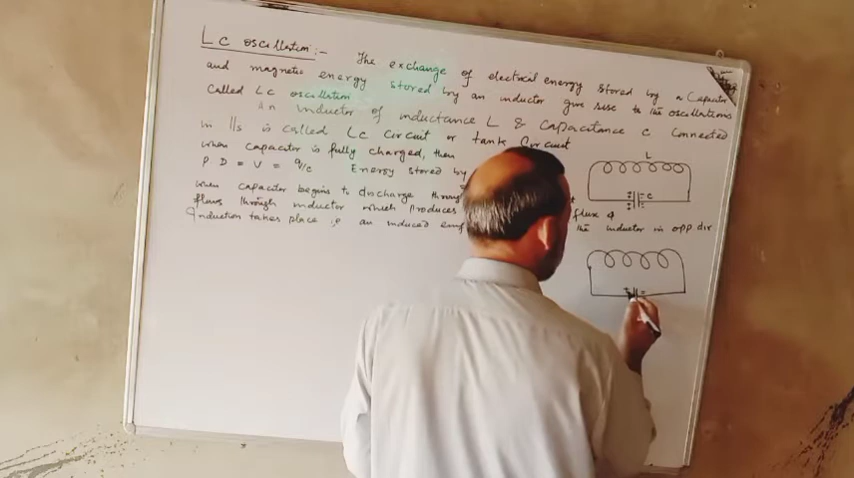 LC oscillation :- The exchange of electrical energy stored by a Capacitor
and magnetic energy stored by an inductor give rise to the oscillations
called LC oscillation
an inductor of inductance L & capacitance C connected
in ||s is called LC circuit or tank circuit
When capacitor is fully charged, then
P.D = V = q/c Energy stored by
When capacitor begins to discharge through
flows through inductor which produces flux &
induction takes place i.e an induced emf the inductor in opp. dir
L
+ - C
+ -